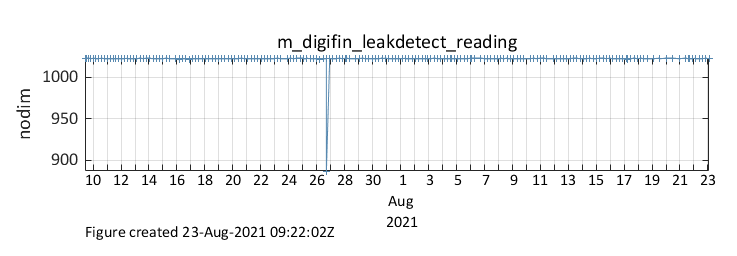 m_digifin_leakdetect_reading
1000
950
900
nodim
10 12 14 16 18 20 22 24 26 28 30 1 3 5 7 9 11 13 15 17 19 21 23
Aug
2021
Figure created 23-Aug-2021 09:22:02Z